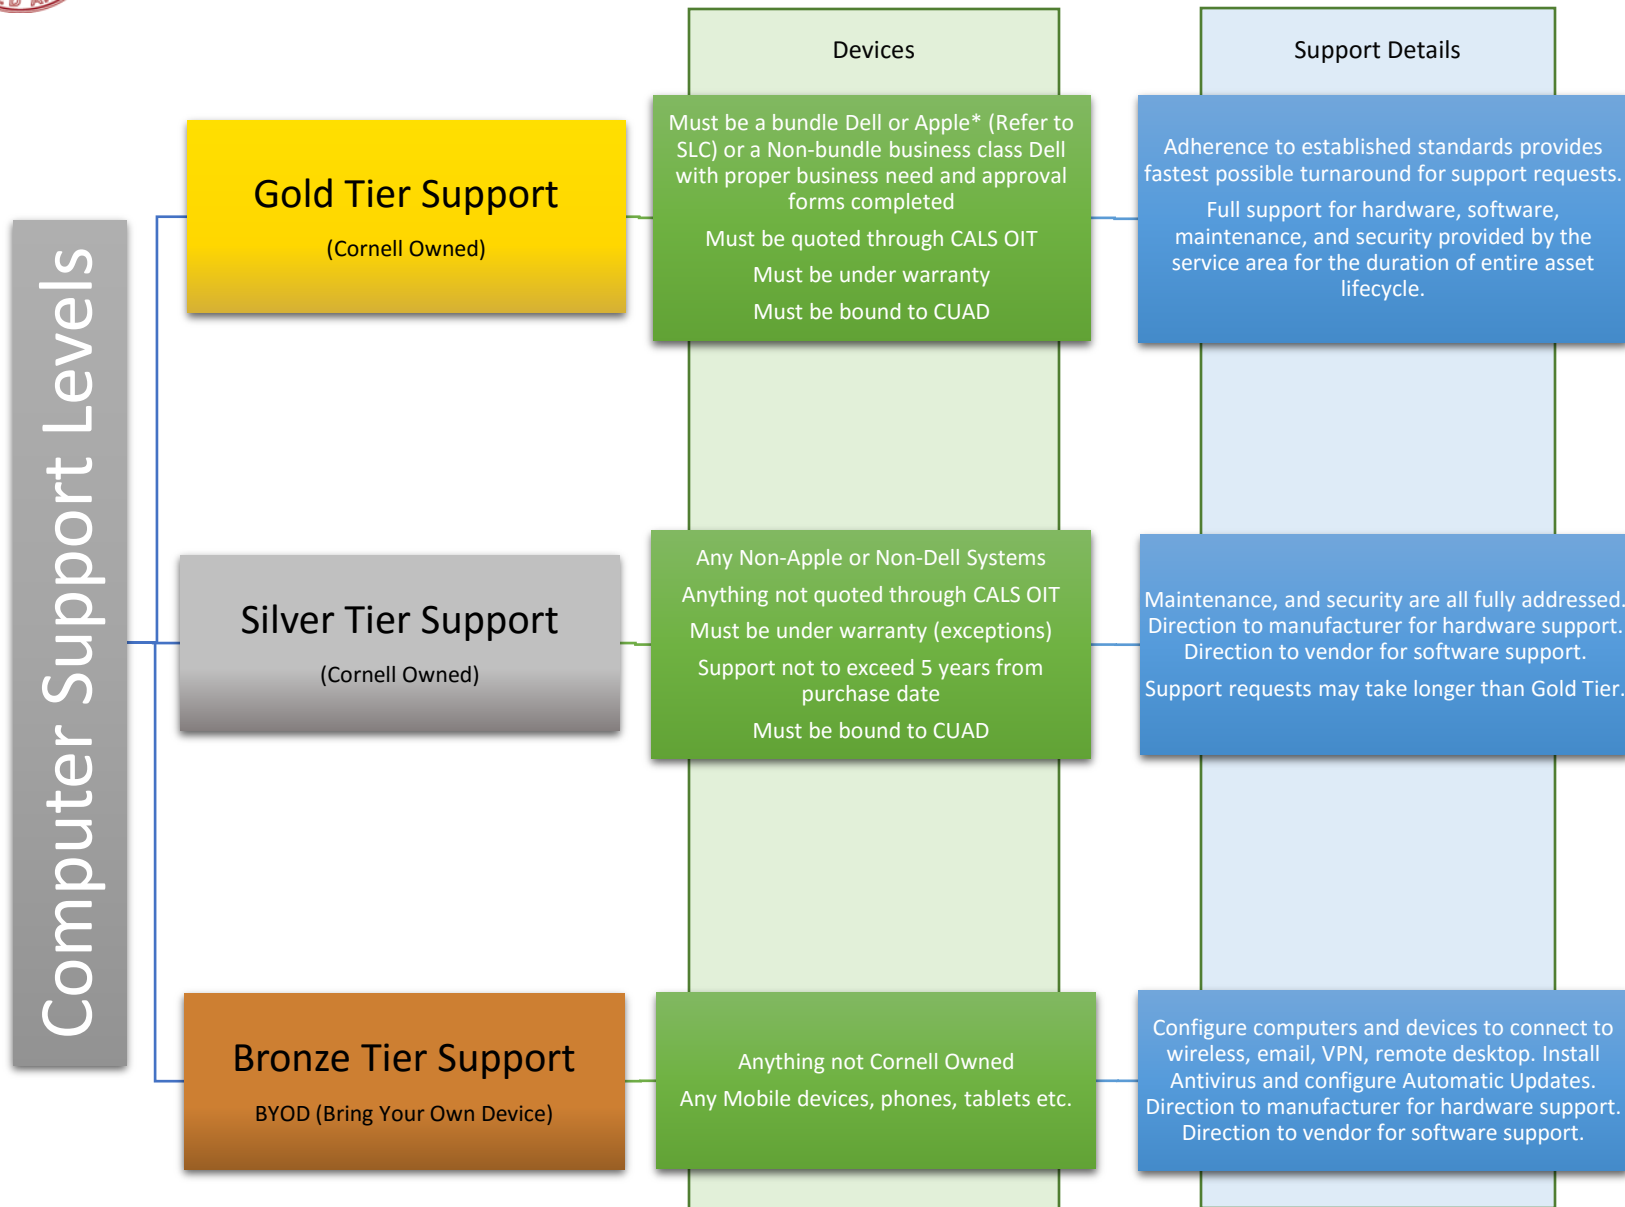 Devices
Support Details
Computer Support Levels
Gold Tier Support
(Cornell Owned)
Must be a bundle Dell or Apple* (Refer to
SLC) or a Non-bundle business class Dell
with proper business need and approval
forms completed
Must be quoted through CALS OIT
Must be under warranty
Must be bound to CUAD
Adherence to established standards provides
fastest possible turnaround for support requests.
Full support for hardware, software,
maintenance, and security provided by the
service area for the duration of entire asset
lifecycle.
Silver Tier Support
(Cornell Owned)
Any Non-Apple or Non-Dell Systems
Anything not quoted through CALS OIT
Must be under warranty (exceptions)
Support not to exceed 5 years from
purchase date
Must be bound to CUAD
Maintenance, and security are all fully addressed.
Direction to manufacturer for hardware support.
Direction to vendor for software support.
Support requests may take longer than Gold Tier.
Bronze Tier Support
BYOD (Bring Your Own Device)
Anything not Cornell Owned
Any Mobile devices, phones, tablets etc.
Configure computers and devices to connect to
wireless, email, VPN, remote desktop. Install
Antivirus and configure Automatic Updates.
Direction to manufacturer for hardware support.
Direction to vendor for software support.